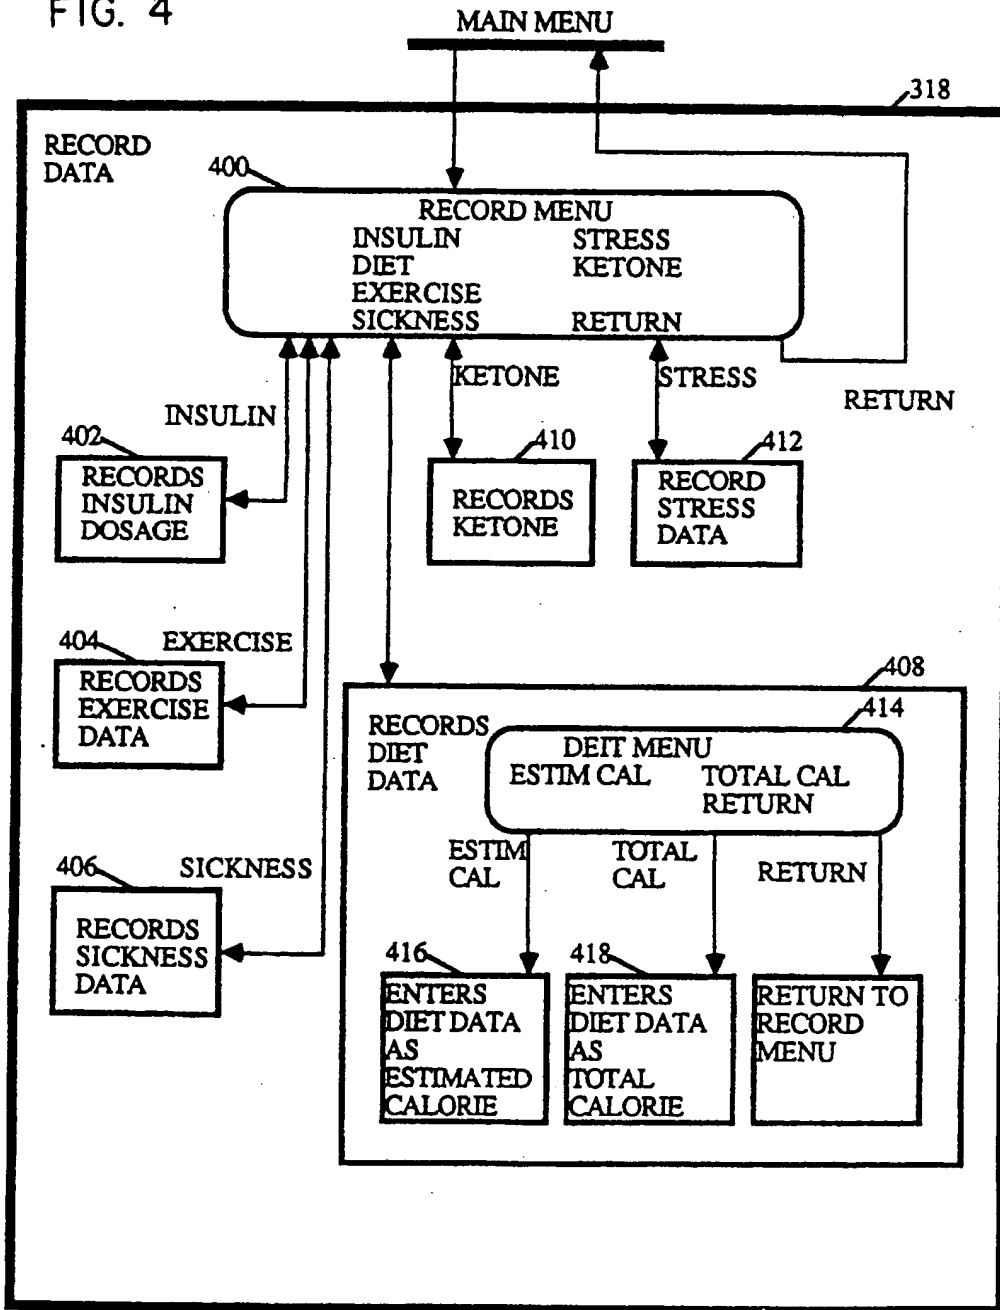 FIG. 4
MAIN MENU
318
RECORD
DATA
400
RECORD MENU
INSULIN STRESS
DIET KETONE
EXERCISE
SICKNESS RETURN
KETONE
STRESS
RETURN
INSULIN
402
RECORDS
INSULIN
DOSAGE
410
RECORDS
KETONE
412
RECORD
STRESS
DATA
404
EXERCISE
RECORDS
EXERCISE
DATA
408
RECORDS
DIET
DATA
414
DEIT MENU
ESTIM CAL TOTAL CAL
RETURN
406
SICKNESS
RECORDS
SICKNESS
DATA
ESTIM
CAL
TOTAL
CAL
RETURN
416
ENTERS
DIET DATA
AS
ESTIMATED
CALORIE
418
ENTERS
DIET DATA
AS
TOTAL
CALORIE
RETURN TO
RECORD
MENU